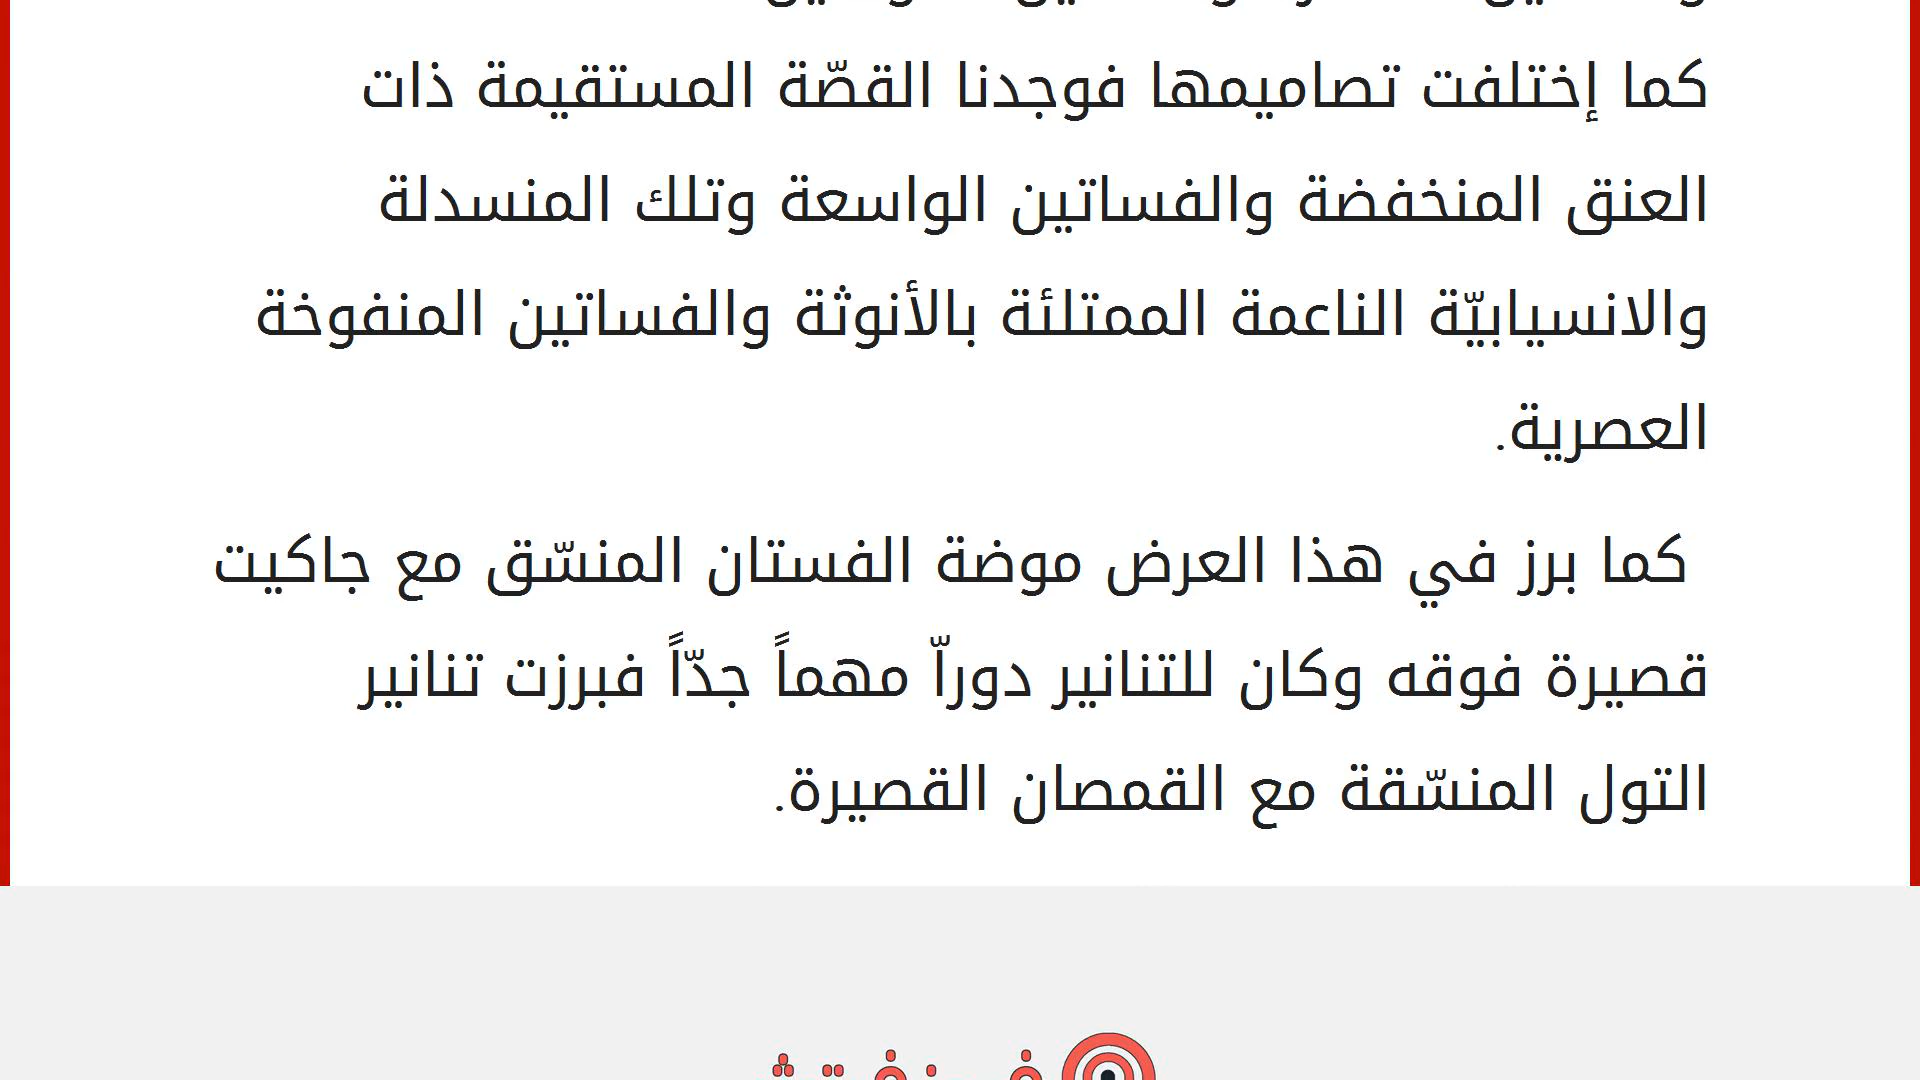 كما إختلفت تصاميمها فوجدنا القصّة المستقيمة ذات
العنق المنخفضة والفساتين الواسعة وتلك المنسدلة
والانسيابيّة الناعمة الممتلئة بالأنوثة والفساتين المنفوخة
العصرية.
كما برز في هذا العرض موضة الفستان المنسّق مع جاكيت
قصيرة فوقه وكان للتنانير دوراّ مهماً جدّاً فبرزت تنانير
التول المنسّقة مع القمصان القصيرة.